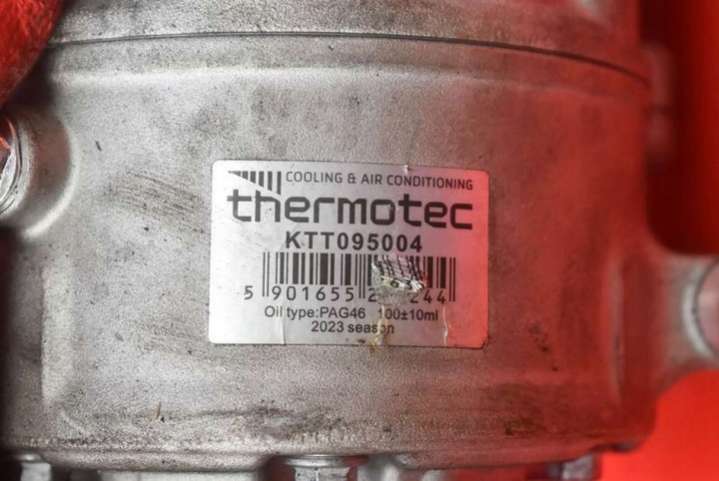 COOLING & AIR CONDITIONING
thermotec
KTT095004
5 901655 2 244
Oil type:PAG46 100±10ml
2023 season